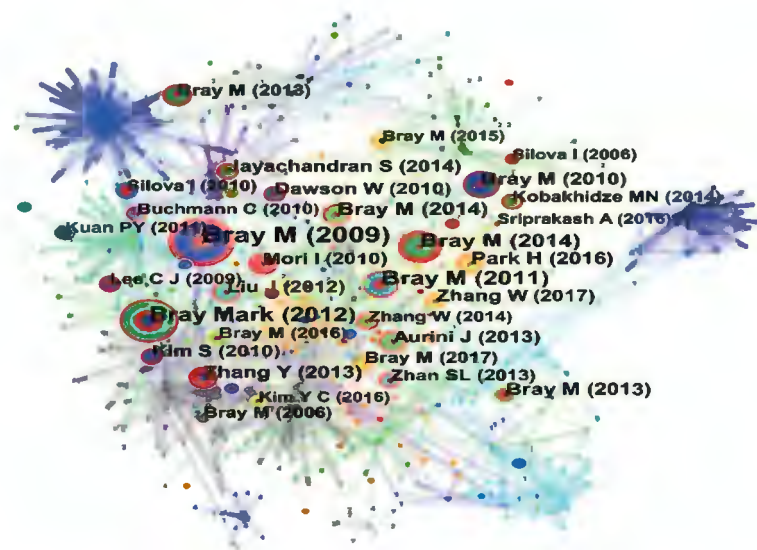 Bray M (2013)
Bray M (2015)
Silova I (2006)
Jayachandran S (2014)
Silova I (2010)
Dawson W (2010)
Bray M (2010)
Kobakhidze MN (2014)
Buchmann C (2010)
Bray M (2014)
Sriprakash A (2016)
Kuan PY (2011)
Bray M (2009)
Bray M (2014)
Mori I (2010)
Park H (2016)
Lee C J (2009)
Liu J (2012)
Bray M (2011)
Zhang W (2017)
Bray Mark (2012)
Zhang W (2014)
Bray M (2016)
Aurini J (2013)
Kim S (2010)
Bray M (2017)
Zhang Y (2013)
Zhan SL (2013)
Bray M (2013)
Kim Y C (2016)
Bray M (2006)